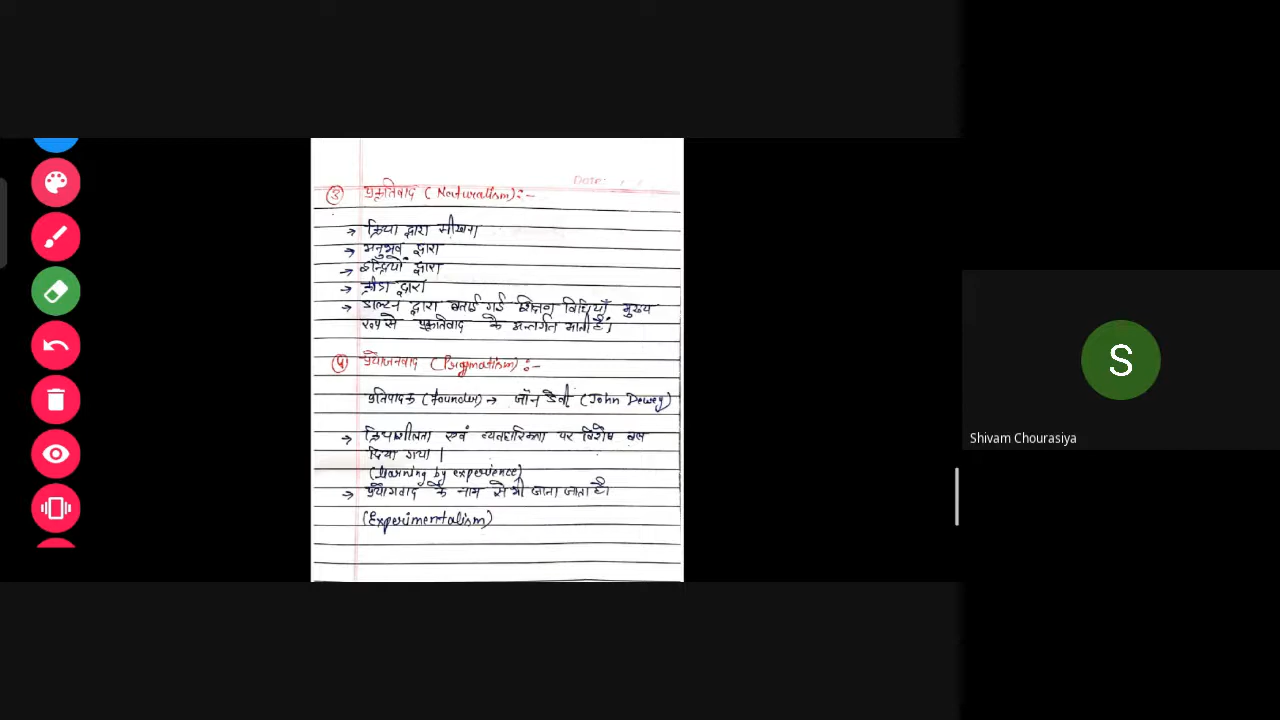 Date:
③ प्रकृतिवाद (Naturalism):-
→ क्रिया द्वारा सीखना
→ अनुभव द्वारा
→ इन्द्रियों द्वारा
→ क्रीडा द्वारा
→ डाल्टन द्वारा बताई गई शिक्षण विधियाँ मुख्य
रूप से प्रकृतिवाद के अन्तर्गत आती हैं।
④ प्रयोजनवाद (Pragmatism):-
प्रतिपादक (founder) → जॉन डेवी (John Dewey)
→ क्रियाशीलता एवं व्यवहारिकता पर विशेष बल
दिया गया |
(learning by experience)
→ प्रयोगवाद के नाम से भी जाना जाता है।
(Experimentalism)
S
Shivam Chourasiya